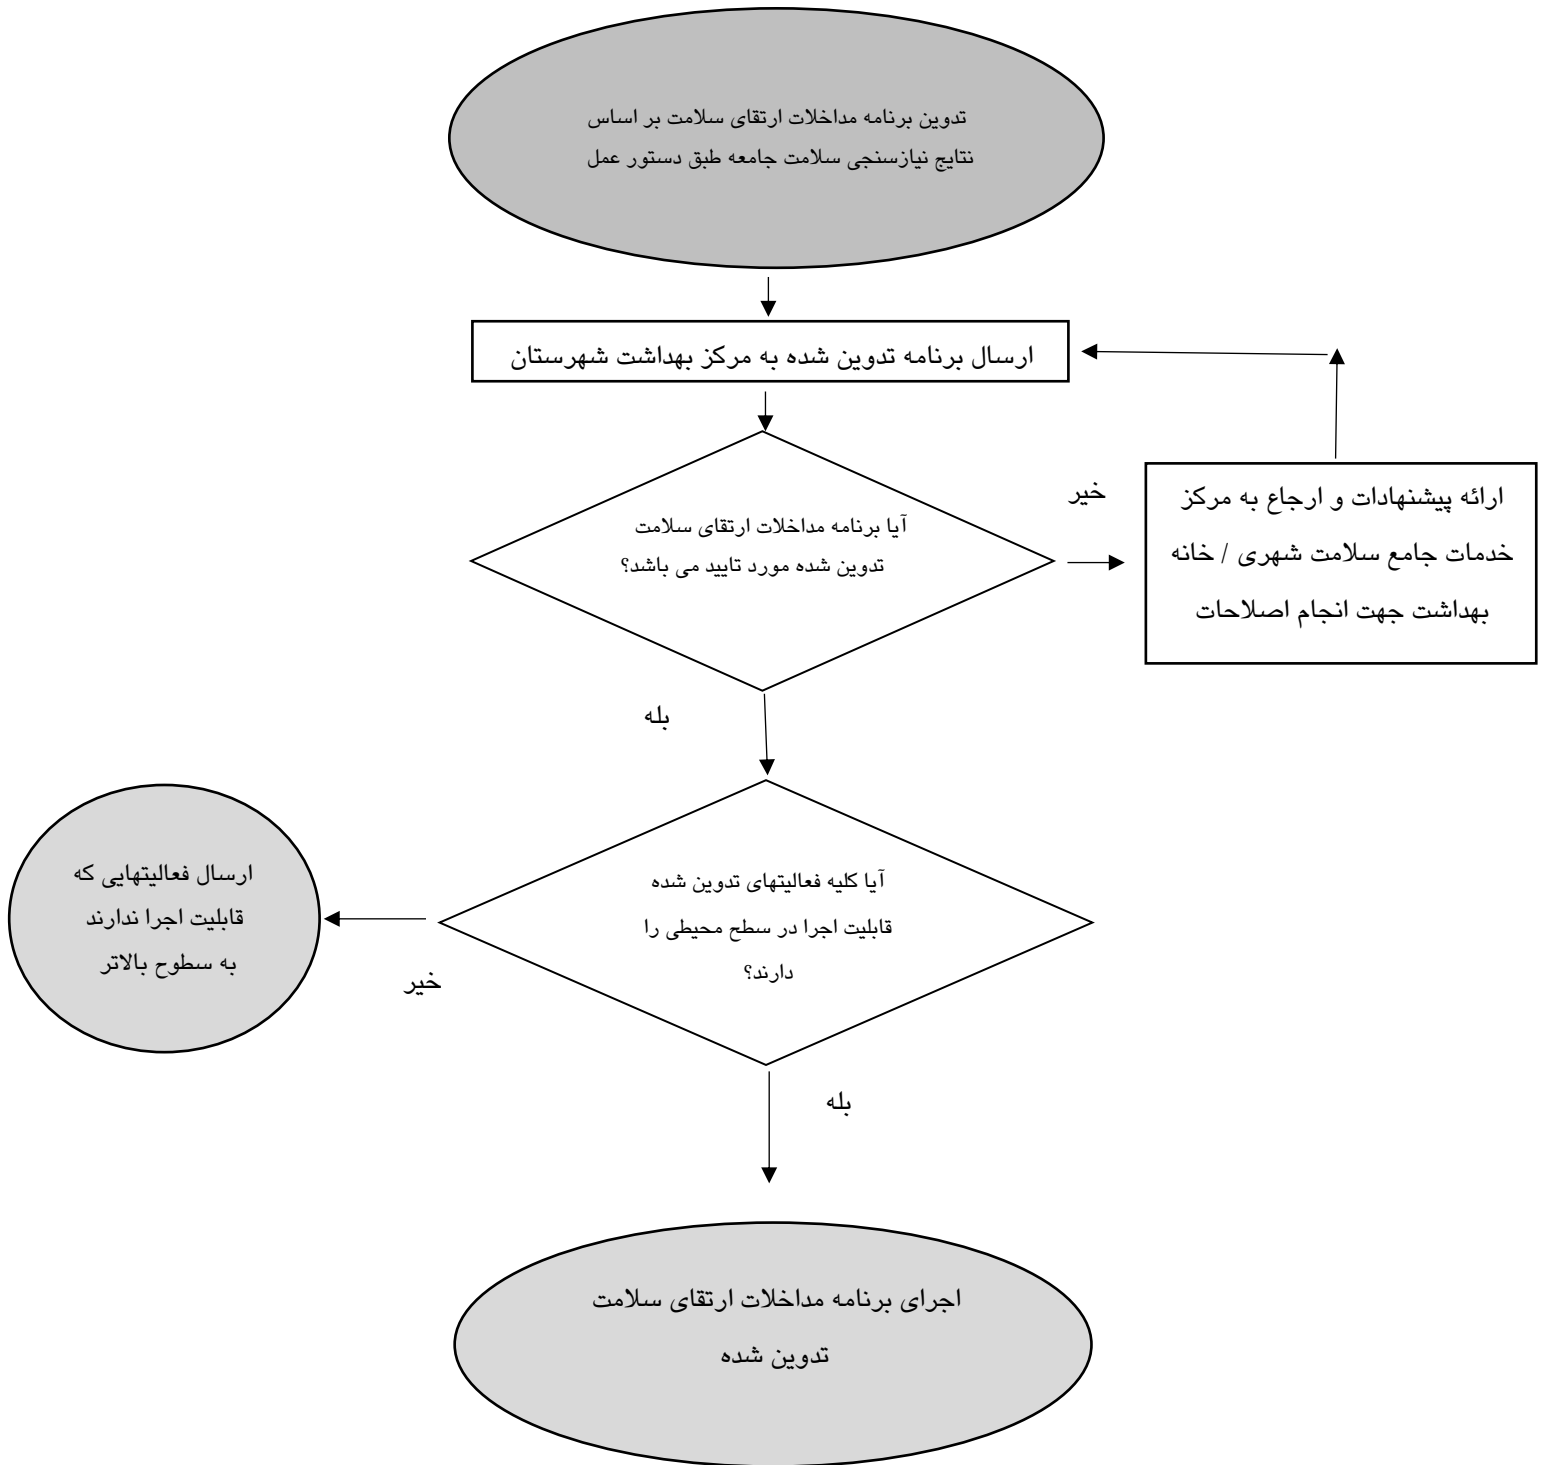 تدوین برنامه مداخلات ارتقای سلامت بر اساس
نتایج نیازسنجی سلامت جامعه طبق دستور عمل
ارسال برنامه تدوین شده به مرکز بهداشت شهرستان
آیا برنامه مداخلات ارتقای سلامت
تدوین شده مورد تایید می باشد؟
خیر
ارائه پیشنهادات و ارجاع به مرکز
خدمات جامع سلامت شهری / خانه
بهداشت جهت انجام اصلاحات
بله
آیا کلیه فعالیتهای تدوین شده
قابلیت اجرا در سطح محیطی را
دارند؟
خیر
ارسال فعالیتهایی که
قابلیت اجرا ندارند
به سطوح بالاتر
بله
اجرای برنامه مداخلات ارتقای سلامت
تدوین شده